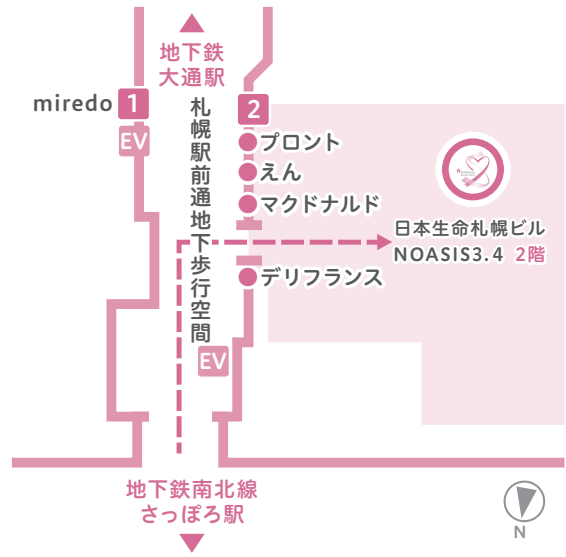 地下鉄
大通駅
miredo 1
EV
札幌駅前通地下歩行空間
2
プロント
えん
マクドナルド
デリフランス
日本生命札幌ビル
NOASIS3.4 2階
EV
地下鉄南北線
さっぽろ駅
N